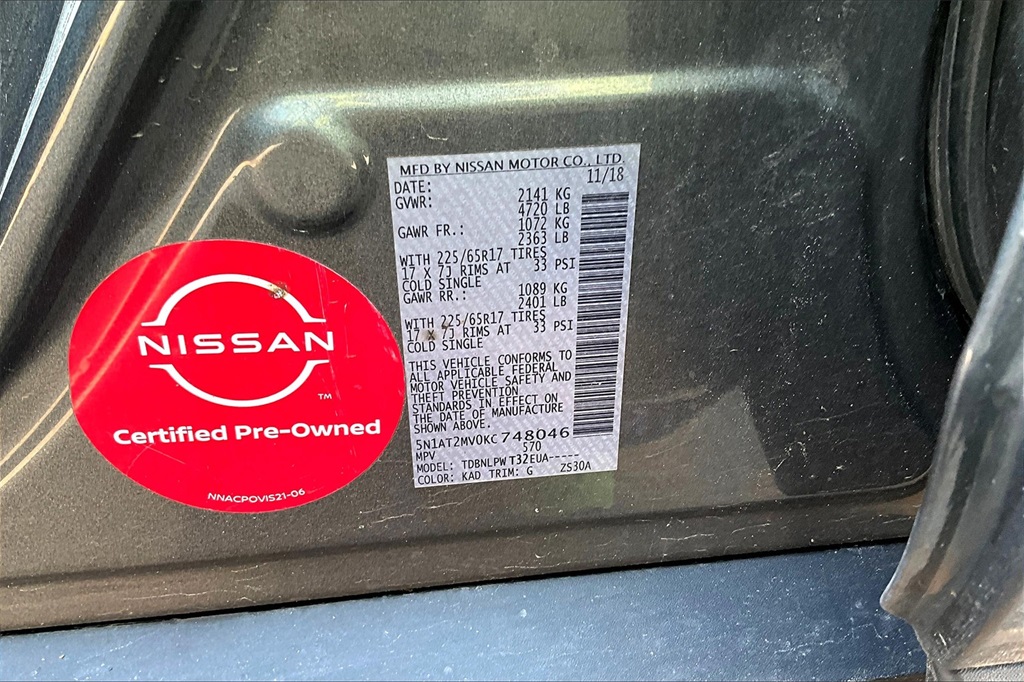 MFD BY NISSAN MOTOR CO., LTD.
DATE: 11/18
GVWR: 2141 KG
4720 LB
GAWR FR.: 1072 KG
2363 LB
WITH 225/65R17 TIRES
17 X 7J RIMS AT 33 PSI
COLD SINGLE
GAWR RR.: 1089 KG
2401 LB
WITH 225/65R17 TIRES
17 X 7J RIMS AT 33 PSI
COLD SINGLE
THIS VEHICLE CONFORMS TO
ALL APPLICABLE FEDERAL
MOTOR VEHICLE SAFETY AND
THEFT PREVENTION
STANDARDS IN EFFECT ON
THE DATE OF MANUFACTURE
SHOWN ABOVE.
5N1AT2MV0KC748046
MPV 570
MODEL: TDBNLPWT32EUA-----
COLOR: KAD TRIM: G ZS30A
NISSAN
TM
Certified Pre-Owned
NNACPOVIS21-06